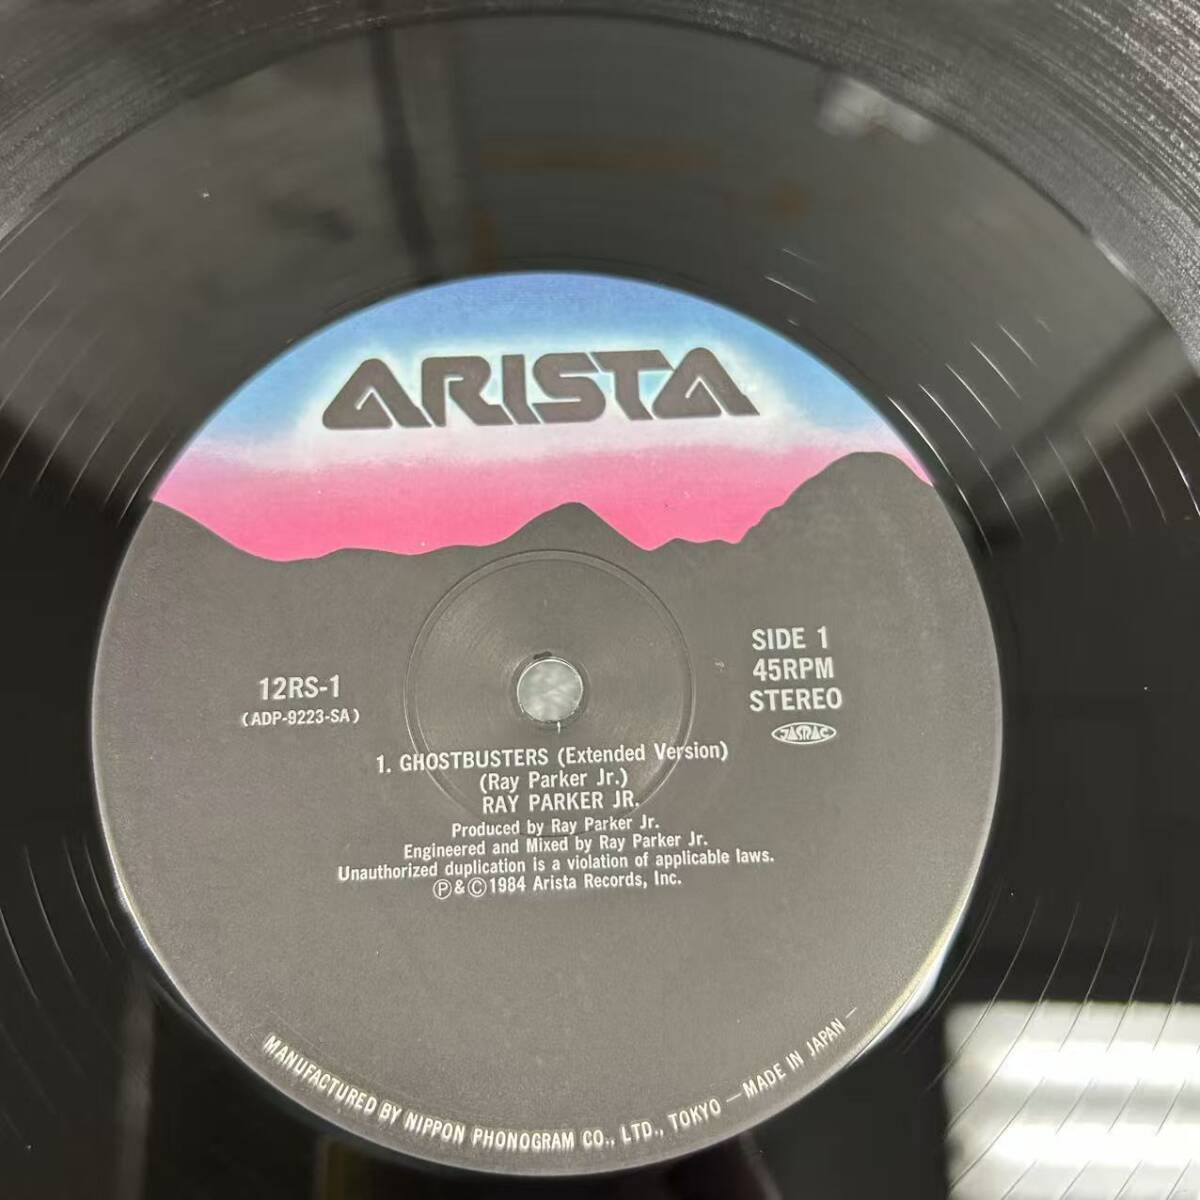 ARISTA
SIDE 1
45RPM
STEREO
JASRAC
12RS-1
(ADP-9223-SA)
1. GHOSTBUSTERS (Extended Version)
(Ray Parker Jr.)
RAY PARKER JR.
Produced by Ray Parker Jr.
Engineered and Mixed by Ray Parker Jr.
Unauthorized duplication is a violation of applicable laws.
Ⓟ&Ⓒ1984 Arista Records, Inc.
MANUFACTURED BY NIPPON PHONOGRAM CO., LTD., TOKYO — MADE IN JAPAN —